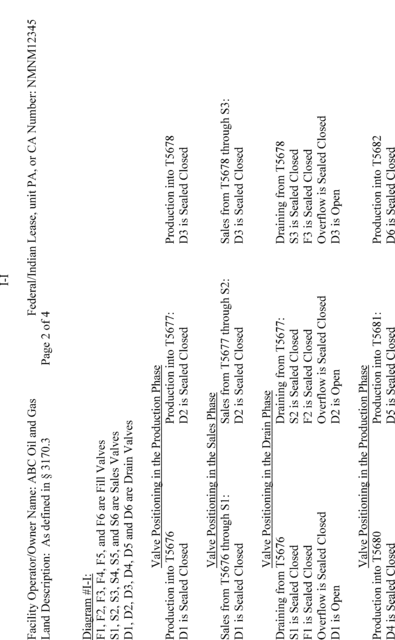 I-I
Facility Operator/Owner Name: ABC Oil and Gas Federal/Indian Lease, unit PA, or CA Number: NMNM12345
Land Description: As defined in § 3170.3 Page 2 of 4
Diagram #I-I:
F1, F2, F3, F4, F5, and F6 are Fill Valves
S1, S2, S3, S4, S5, and S6 are Sales Valves
D1, D2, D3, D4, D5 and D6 are Drain Valves
Valve Positioning in the Production Phase
Production into T5676 Production into T5677: Production into T5678
D1 is Sealed Closed D2 is Sealed Closed D3 is Sealed Closed
Valve Positioning in the Sales Phase
Sales from T5676 through S1: Sales from T5677 through S2: Sales from T5678 through S3:
D1 is Sealed Closed D2 is Sealed Closed D3 is Sealed Closed
Valve Positioning in the Drain Phase
Draining from T5676 Draining from T5677: Draining from T5678
S1 is Sealed Closed S2 is Sealed Closed S3 is Sealed Closed
F1 is Sealed Closed F2 is Sealed Closed F3 is Sealed Closed
Overflow is Sealed Closed Overflow is Sealed Closed Overflow is Sealed Closed
D1 is Open D2 is Open D3 is Open
Valve Positioning in the Production Phase
Production into T5680 Production into T5681: Production into T5682
D4 is Sealed Closed D5 is Sealed Closed D6 is Sealed Closed